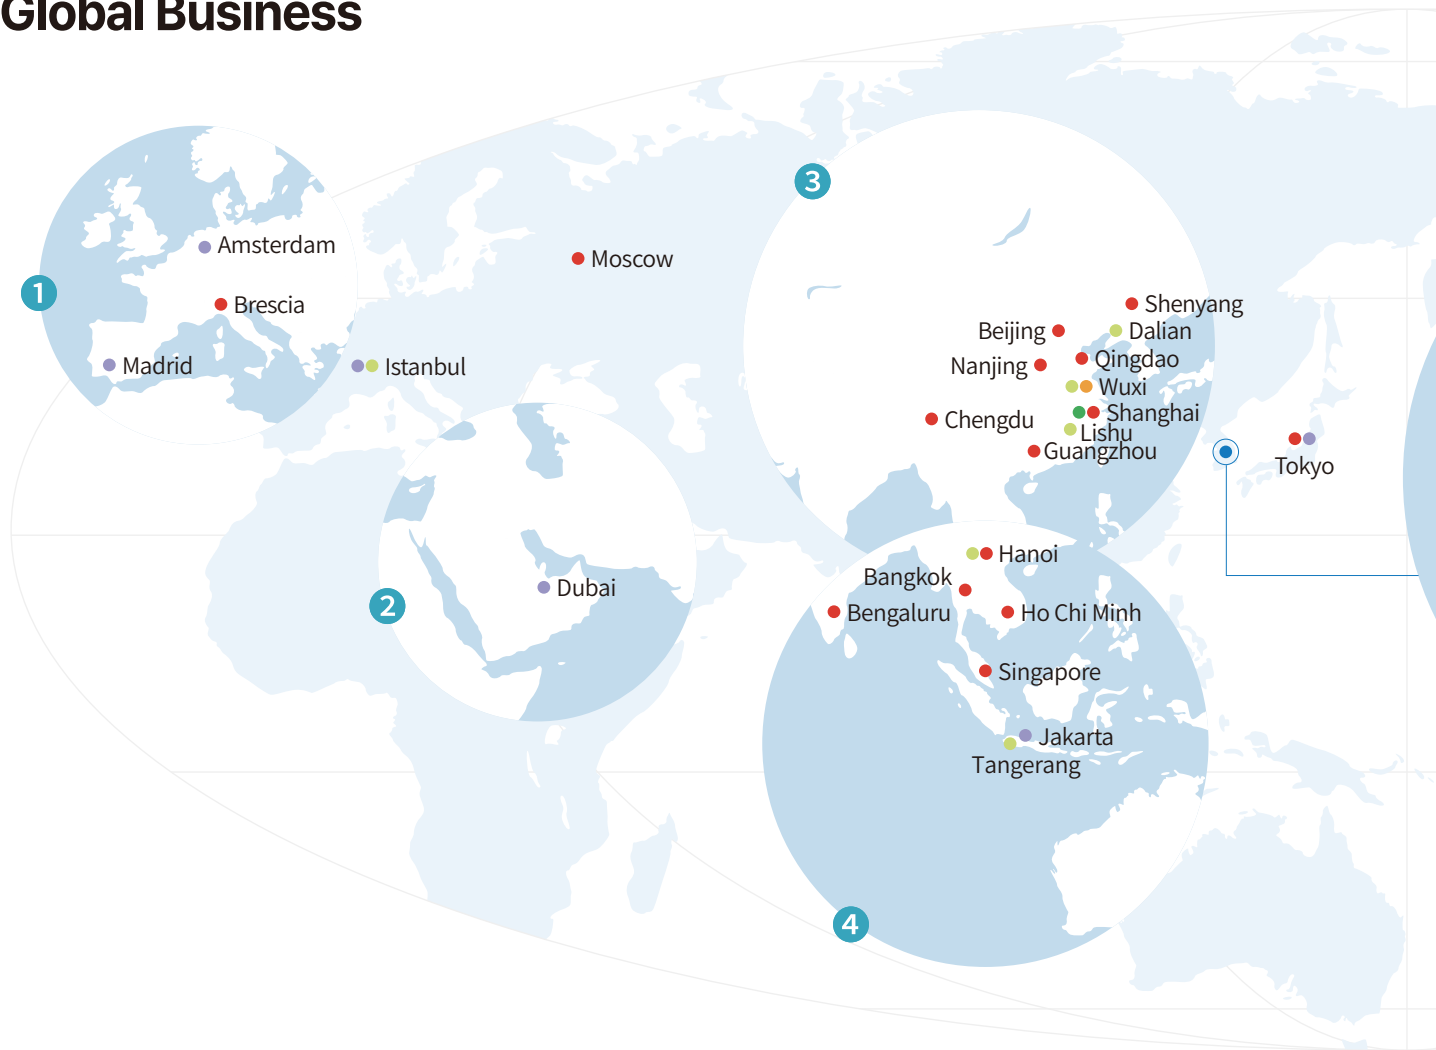 Global Business
1
Amsterdam
Brescia
Madrid
Istanbul
Moscow
2
Dubai
3
Shenyang
Beijing
Dalian
Nanjing
Qingdao
Wuxi
Chengdu
Shanghai
Lishu
Guangzhou
Tokyo
4
Hanoi
Bangkok
Bengaluru
Ho Chi Minh
Singapore
Jakarta
Tangerang